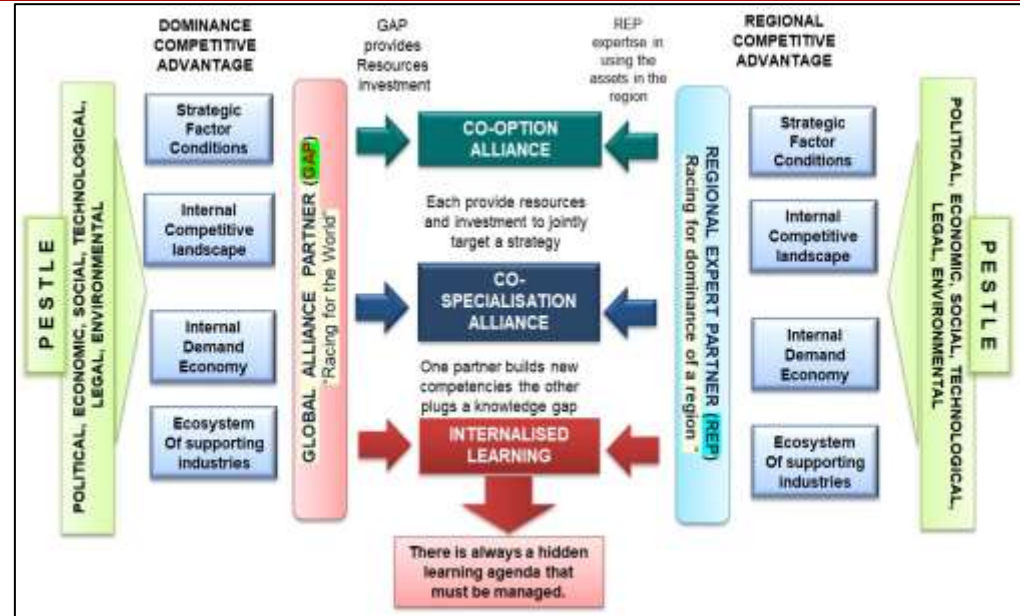 DOMINANCE
COMPETITIVE
ADVANTAGE
GAP
provides
Resources
investment
REP
expertise in
using the
assets in the
region
REGIONAL
COMPETITIVE
ADVANTAGE
PESTLE
POLITICAL, ECONOMIC, SOCIAL, TECHNOLOGICAL,
LEGAL, ENVIRONMENTAL
Strategic
Factor
Conditions
Internal
Competitive
landscape
Internal
Demand
Economy
Ecosystem
Of supporting
industries
GLOBAL ALLIANCE PARTNER (GAP)
"Racing for the World"
CO-OPTION
ALLIANCE
Each provide resources
and investment to jointly
target a strategy
CO-
SPECIALISATION
ALLIANCE
One partner builds new
competencies the other
plugs a knowledge gap
INTERNALISED
LEARNING
There is always a hidden
learning agenda that
must be managed.
REGIONAL EXPERT PARTNER (REP)
"Racing for dominance of a region
"
Strategic
Factor
Conditions
Internal
Competitive
landscape
Internal
Demand
Economy
Ecosystem
Of supporting
industries
POLITICAL, ECONOMIC, SOCIAL, TECHNOLOGICAL,
LEGAL, ENVIRONMENTAL
PESTLE